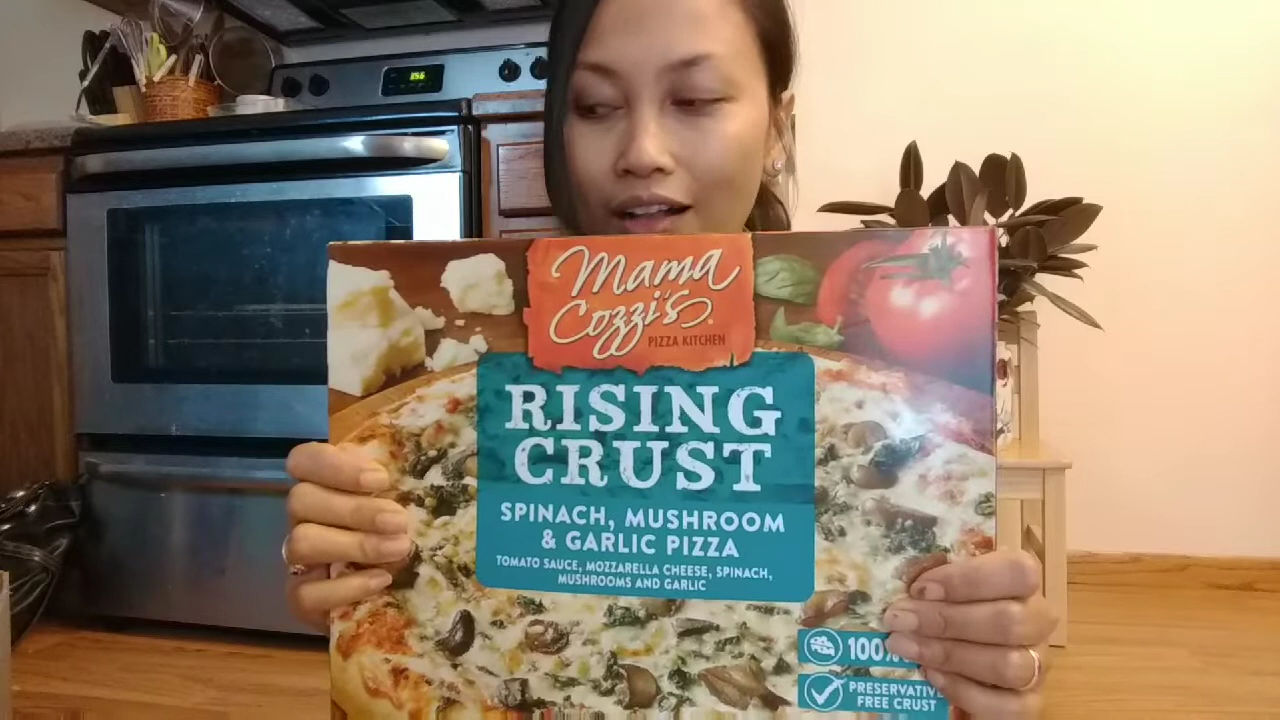 Mama
Cozzi's®
PIZZA KITCHEN
RISING
CRUST
SPINACH, MUSHROOM
& GARLIC PIZZA
TOMATO SAUCE, MOZZARELLA CHEESE, SPINACH,
MUSHROOMS AND GARLIC
100%
PRESERVATIVE
FREE CRUST